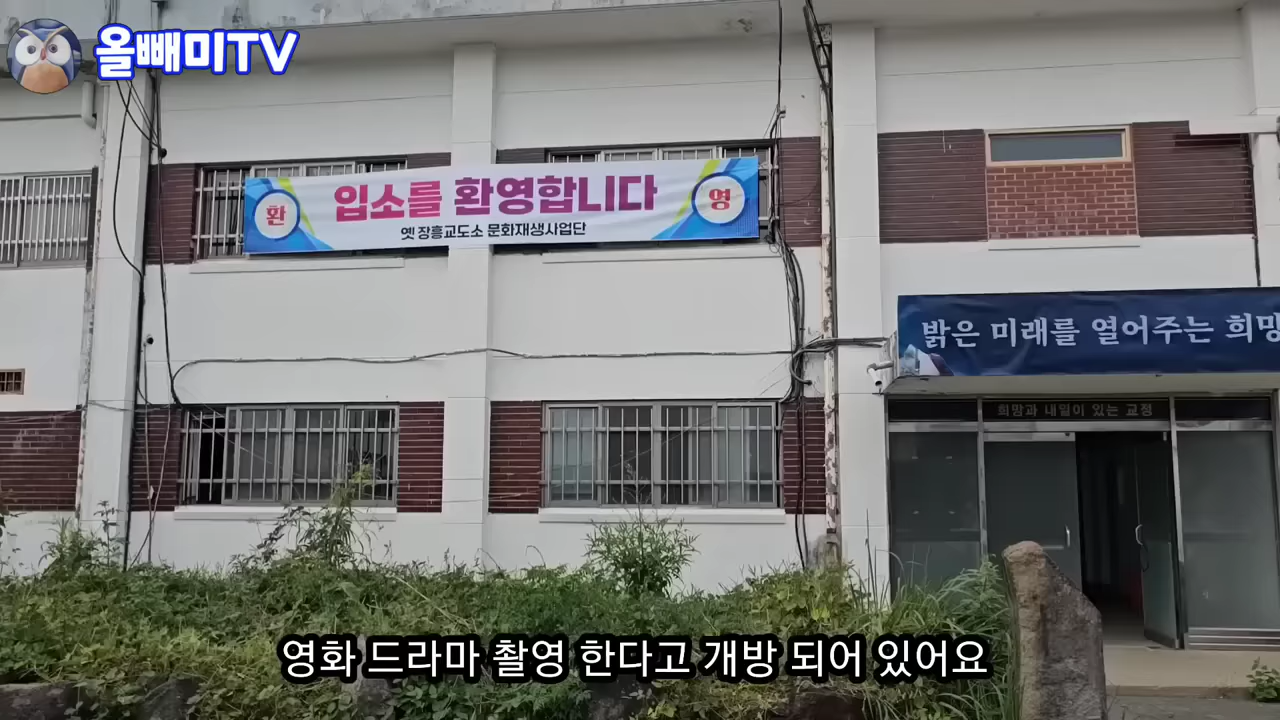 올빼미TV
환 입소를 환영합니다 영
옛 장흥교도소 문화재생사업단
밝은 미래를 열어주는 희망
희망과 내일이 있는 교정
영화 드라마 촬영 한다고 개방 되어 있어요